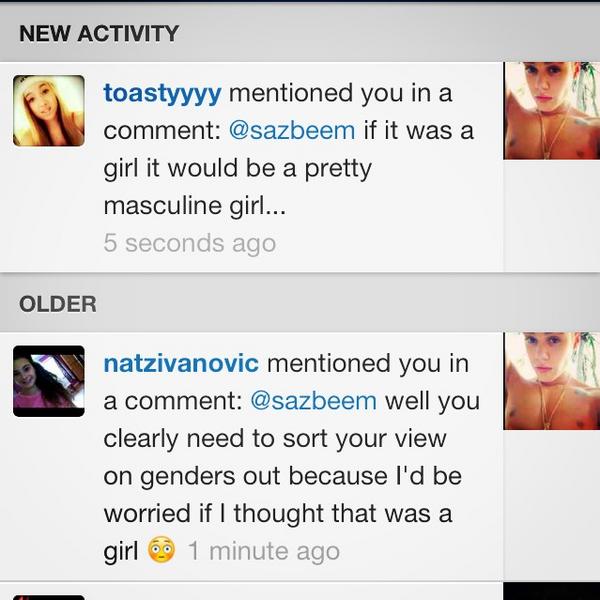 NEW ACTIVITY
toastyyyy mentioned you in a
comment: @sazbeem if it was a
girl it would be a pretty
masculine girl...
5 seconds ago
OLDER
natzivanovic mentioned you in
a comment: @sazbeem well you
clearly need to sort your view
on genders out because I'd be
worried if I thought that was a
girl 😳 1 minute ago